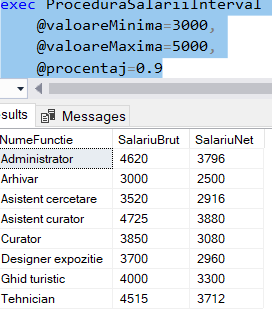 exec ProceduraSalariiInterval
@valoareMinima=3000,
@valoareMaxima=5000,
@procentaj=0.9
esults Messages
NumeFunctie SalariuBrut SalariuNet
Administrator 4620 3796
Arhivar 3000 2500
Asistent cercetare 3520 2916
Asistent curator 4725 3880
Curator 3850 3080
Designer expozitie 3700 2960
Ghid turistic 4000 3300
Tehnician 4515 3712